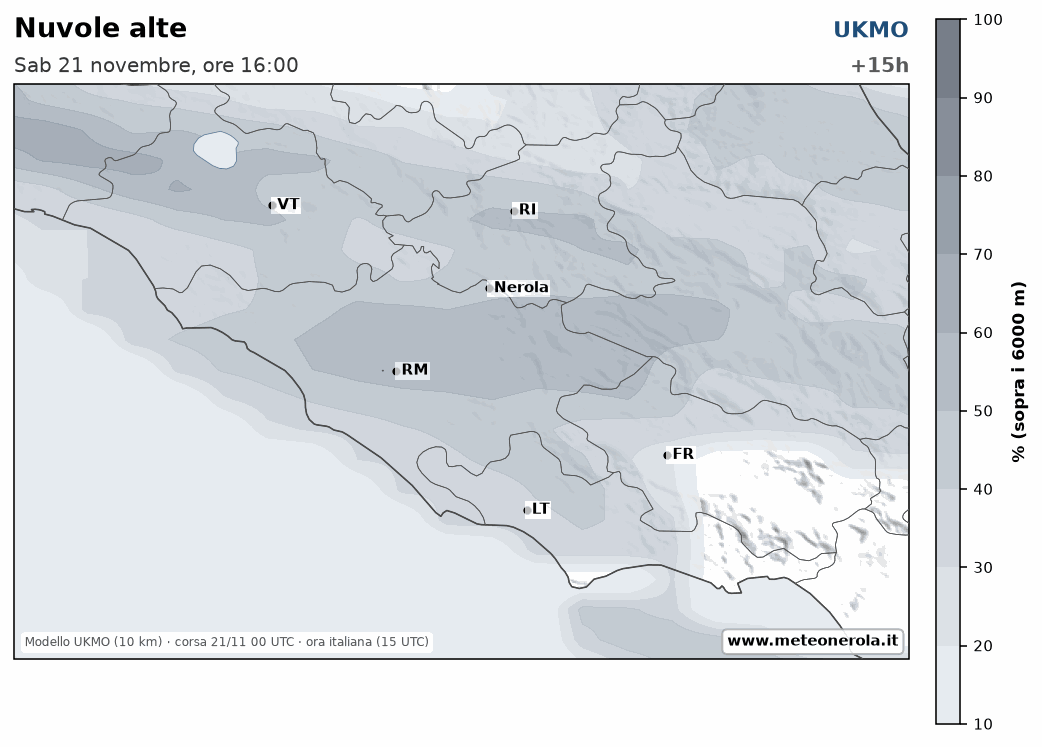 Nuvole alte
UKMO
Sab 21 novembre, ore 16:00
+15h
100
90
80
70
60
50
40
30
20
10
% (sopra i 6000 m)
VT
RI
Nerola
RM
FR
LT
Modello UKMO (10 km) · corsa 21/11 00 UTC · ora italiana (15 UTC)
www.meteonerola.it